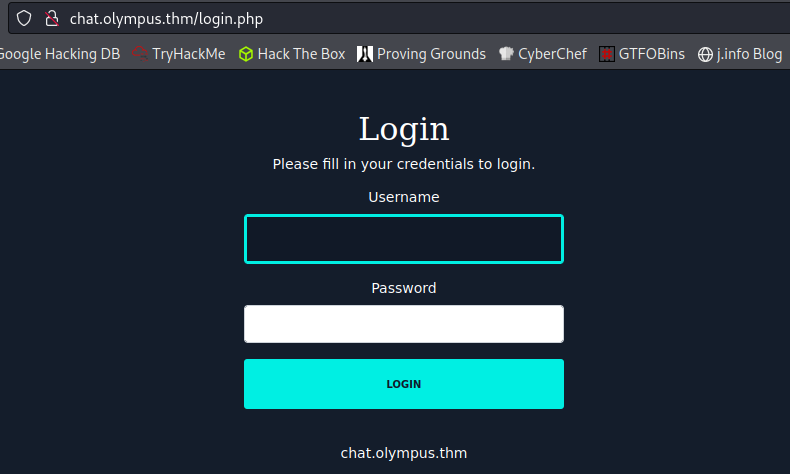 chat.olympus.thm/login.php
Google Hacking DB TryHackMe Hack The Box Proving Grounds CyberChef GTFOBins j.info Blog
Login
Please fill in your credentials to login.
Username
Password
LOGIN
chat.olympus.thm